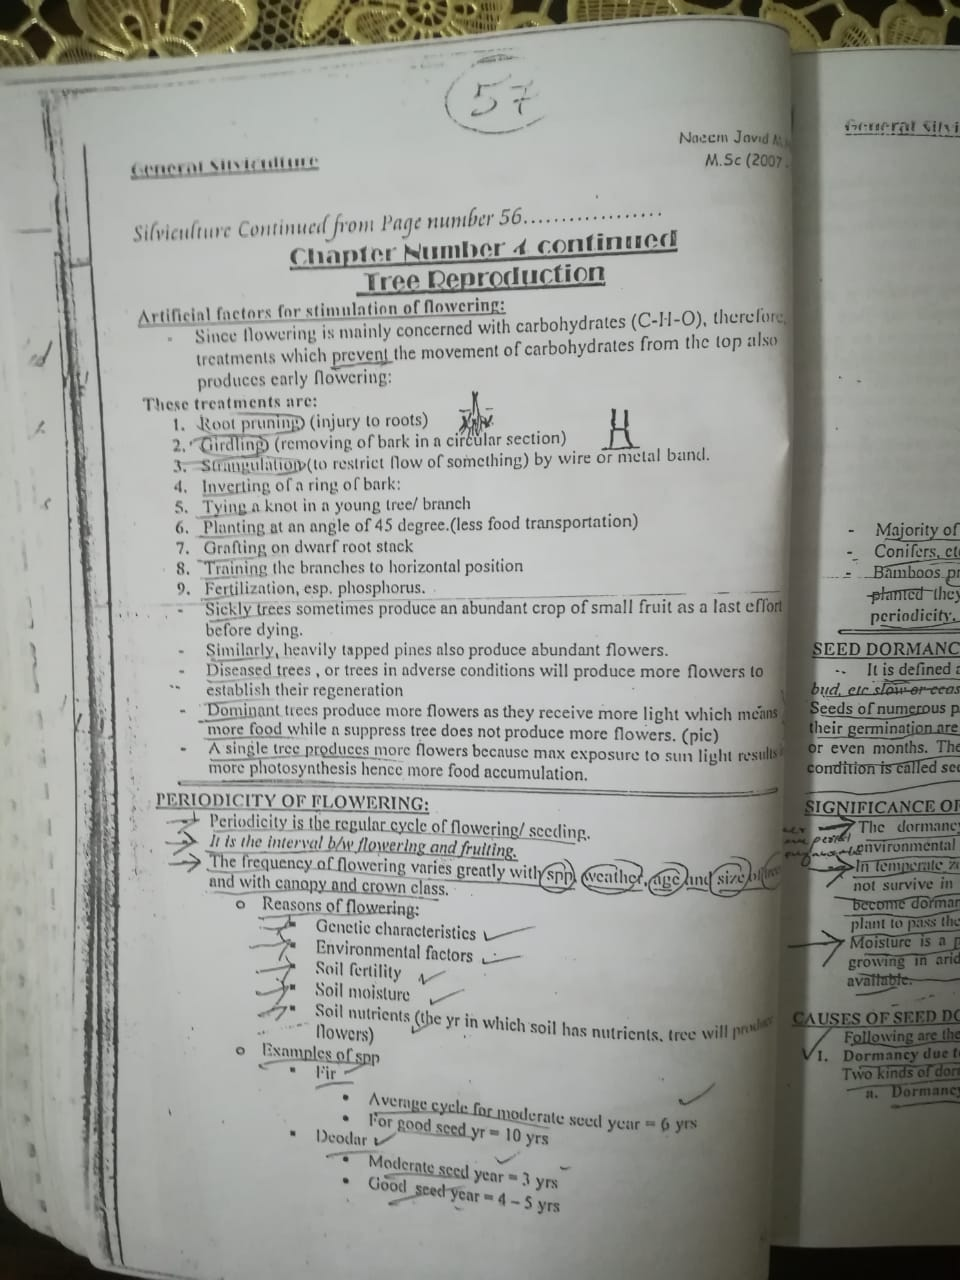 57
General Silviculture
Naeem Javid
M.Sc (2007
Silviculture Continued from Page number 56..................
Chapter Number 4 continued
Tree Reproduction
Artificial factors for stimulation of flowering:
- Since flowering is mainly concerned with carbohydrates (C-H-O), therefore,
treatments which prevent the movement of carbohydrates from the top also
produces early flowering:
These treatments are:
1. Root pruning (injury to roots)
2. Girdling (removing of bark in a circular section)
3. Strangulation (to restrict flow of something) by wire or metal band.
4. Inverting of a ring of bark:
5. Tying a knot in a young tree/ branch
6. Planting at an angle of 45 degree.(less food transportation)
7. Grafting on dwarf root stack
8. Training the branches to horizontal position
9. Fertilization, esp. phosphorus.
- Sickly trees sometimes produce an abundant crop of small fruit as a last effort
before dying.
- Similarly, heavily tapped pines also produce abundant flowers.
- Diseased trees , or trees in adverse conditions will produce more flowers to
establish their regeneration
- Dominant trees produce more flowers as they receive more light which means
more food while a suppress tree does not produce more flowers. (pic)
- A single tree produces more flowers because max exposure to sun light results
more photosynthesis hence more food accumulation.
PERIODICITY OF FLOWERING:
Periodicity is the regular cycle of flowering/ seeding.
It is the interval b/w flowering and fruiting.
The frequency of flowering varies greatly with spp, weather, age and size of tree
and with canopy and crown class.
o Reasons of flowering:
Genetic characteristics
Environmental factors
Soil fertility
Soil moisture
Soil nutrients (the yr in which soil has nutrients, tree will produce
flowers)
o Examples of spp
▪ Fir
• Average cycle for moderate seed year = 6 yrs
• For good seed yr = 10 yrs
▪ Deodar
• Moderate seed year = 3 yrs
• Good seed year = 4 – 5 yrs
General Silvi
- Majority of
- Conifers, etc
- Bamboos p
planted they
periodicity.
SEED DORMANC
-- It is defined a
bud, etc slow or ceas
Seeds of numerous p
their germination are
or even months. The
condition is called see
SIGNIFICANCE OF
The dormanc
environmental
In temperate zo
not survive in
become dorman
plant to pass the
Moisture is a p
growing in arid
available.
CAUSES OF SEED DO
Following are the
1. Dormancy due t
Two kinds of dor
a. Dormancy